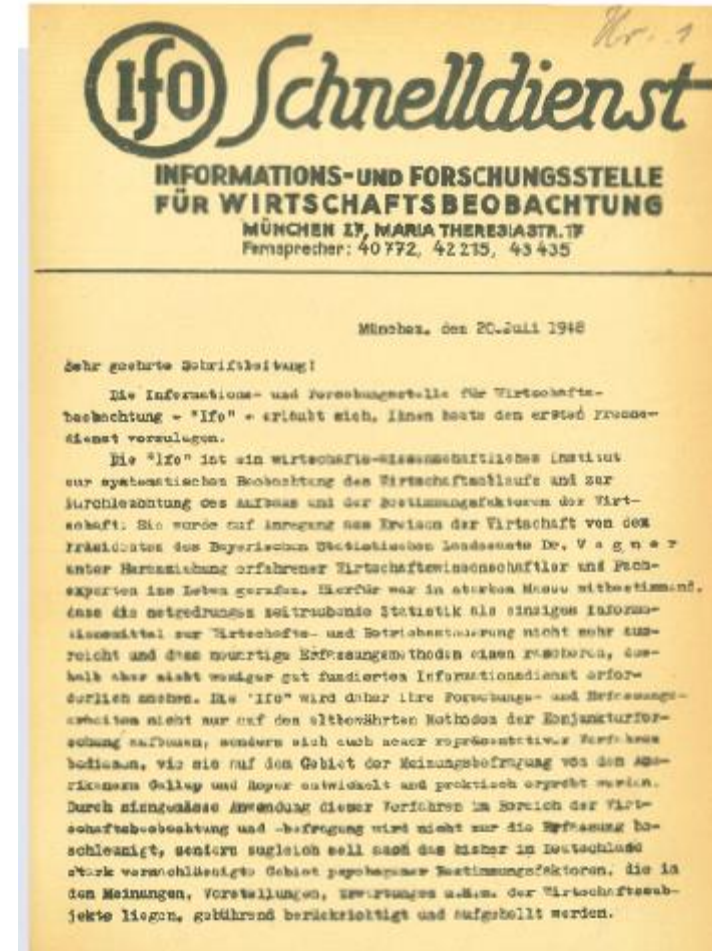 Nr. 1
Ifo Schnelldienst
INFORMATIONS- UND FORSCHUNGSSTELLE
FÜR WIRTSCHAFTSBEOBACHTUNG
MÜNCHEN 27, MARIA THERESIASTR. 17
Fernsprecher: 40772, 42215, 43435
München, den 20.Juli 1948
Sehr geehrte Schriftleitung!
Die Informations- und Forschungsstelle für Wirtschafts-
beobachtung - "Ifo" - erlaubt sich, Ihnen heute den ersten Presse-
dienst vorzulegen.
Die "Ifo" ist ein wirtschafts-wissenschaftliches Institut
zur systematischen Beobachtung des Wirtschaftsablaufs und zur
Durchleuchtung des Aufbaus und der Bestimmungsfaktoren der Wirt-
schaft. Sie wurde auf Anregung aus Kreisen der Wirtschaft von dem
Präsidenten des Bayerischen Statistischen Landesamts Dr. W a g n e r
unter Heranziehung erfahrener Wirtschaftswissenschaftler und Fach-
experten ins Leben gerufen. Hierfür war in starkem Masse mitbestimmend,
dass die notgedrungen zeitraubende Statistik als einziges Informa-
tionsmittel zur Wirtschafts- und Betriebssteuerung nicht mehr aus-
reicht und dass neuartige Erfassungsmethoden einen rascheren, des-
halb aber nicht weniger gut fundierten Informationsdienst erfor-
derlich machen. Die "Ifo" wird daher ihre Forschungs- und Erfassungs-
arbeiten nicht nur auf den altbewährten Methoden der Konjunkturfor-
schung aufbauen, sondern sich auch neuer repräsentativer Verfahren
bedienen, wie sie auf dem Gebiet der Meinungsbefragung von den Ame-
rikanern Gallup und Roper entwickelt und praktisch erprobt wurden.
Durch sinngemässe Anwendung dieser Verfahren im Bereich der Wirt-
schaftsbeobachtung und -befragung wird nicht nur die Erfassung be-
schleunigt, sondern zugleich soll auch das bisher in Deutschland
stark vernachlässigte Gebiet psychogener Bestimmungsfaktoren, die in
den Meinungen, Vorstellungen, Erwartungen u.s.w. der Wirtschaftssub-
jekte liegen, gebührend berücksichtigt und aufgehellt werden.